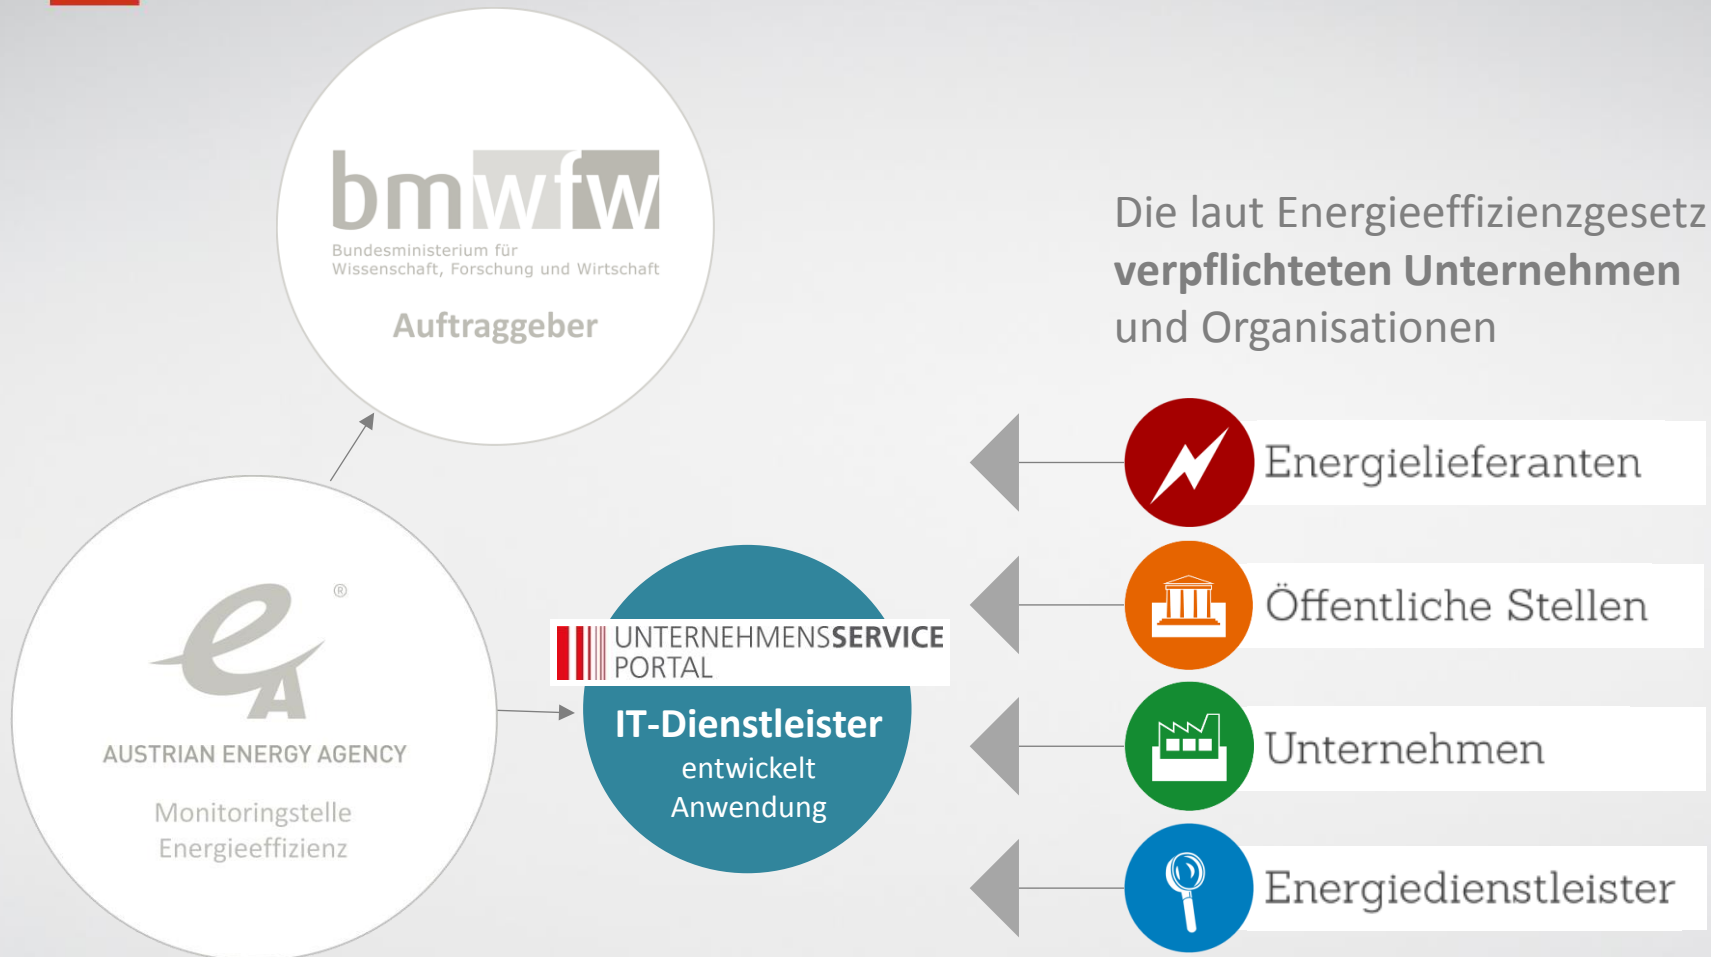 bmwfw
Bundesministerium für
Wissenschaft, Forschung und Wirtschaft
Auftraggeber
eA ®
AUSTRIAN ENERGY AGENCY
Monitoringstelle
Energieeffizienz
UNTERNEHMENSSERVICE
PORTAL
IT-Dienstleister
entwickelt
Anwendung
Die laut Energieeffizienzgesetz
verpflichteten Unternehmen
und Organisationen
Energielieferanten
Öffentliche Stellen
Unternehmen
Energiedienstleister